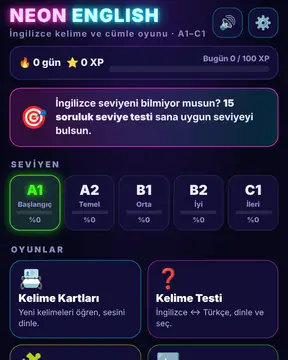 NEON ENGLISH
İngilizce kelime ve cümle oyunu · A1–C1
0 gün 0 XP
Bugün 0 / 100 XP
İngilizce seviyeni bilmiyor musun? 15
soruluk seviye testi sana uygun seviyeyi
bulsun.
SEVİYEN
A1 A2 B1 B2 C1
Başlangıç Temel Orta İyi İleri
%0 %0 %0 %0 %0
OYUNLAR
Kelime Kartları
Yeni kelimeleri öğren, sesini
dinle.
Kelime Testi
İngilizce ↔ Türkçe, dinle ve
seç.